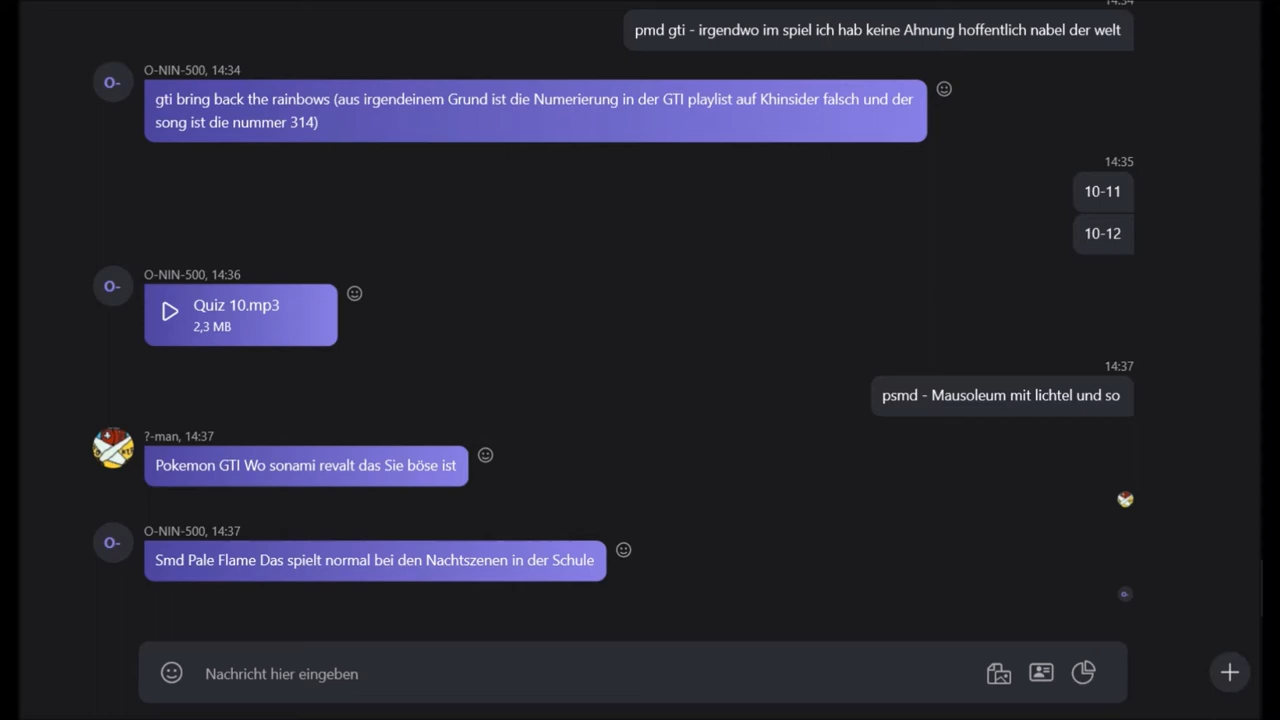 14:34
pmd gti - irgendwo im spiel ich hab keine Ahnung hoffentlich nabel der welt
O-NIN-500, 14:34
O-
gti bring back the rainbows (aus irgendeinem Grund ist die Numerierung in der GTI playlist auf Khinsider falsch und der
song ist die nummer 314)
14:35
10-11
10-12
O-NIN-500, 14:36
O-
Quiz 10.mp3
2,3 MB
14:37
psmd - Mausoleum mit lichtel und so
?-man, 14:37
Pokemon GTI Wo sonami revalt das Sie böse ist
O-NIN-500, 14:37
O-
Smd Pale Flame Das spielt normal bei den Nachtszenen in der Schule
O-
Nachricht hier eingeben